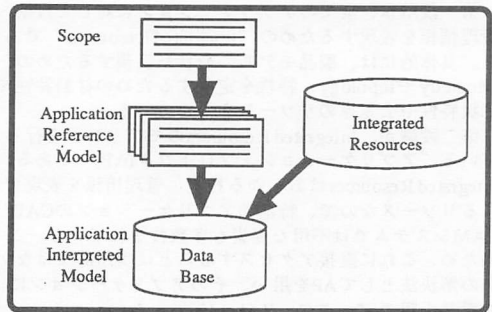 Scope
Application
Reference
Model
Integrated
Resources
Application
Interpreted
Model
Data
Base